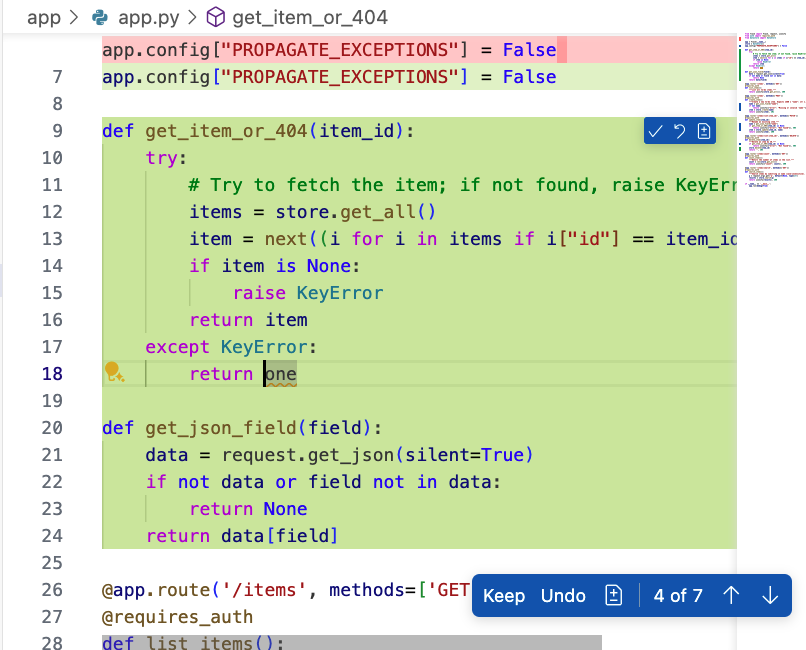 app > app.py > get_item_or_404
app.config["PROPAGATE_EXCEPTIONS"] = False
7 app.config["PROPAGATE_EXCEPTIONS"] = False
8
9 def get_item_or_404(item_id):
10 try:
11 # Try to fetch the item; if not found, raise KeyErr
12 items = store.get_all()
13 item = next((i for i in items if i["id"] == item_id
14 if item is None:
15 raise KeyError
16 return item
17 except KeyError:
18 return one
19
20 def get_json_field(field):
21 data = request.get_json(silent=True)
22 if not data or field not in data:
23 return None
24 return data[field]
25
26 @app.route('/items', methods=['GET
Keep Undo 4 of 7
27 @requires_auth
28 def list_items():